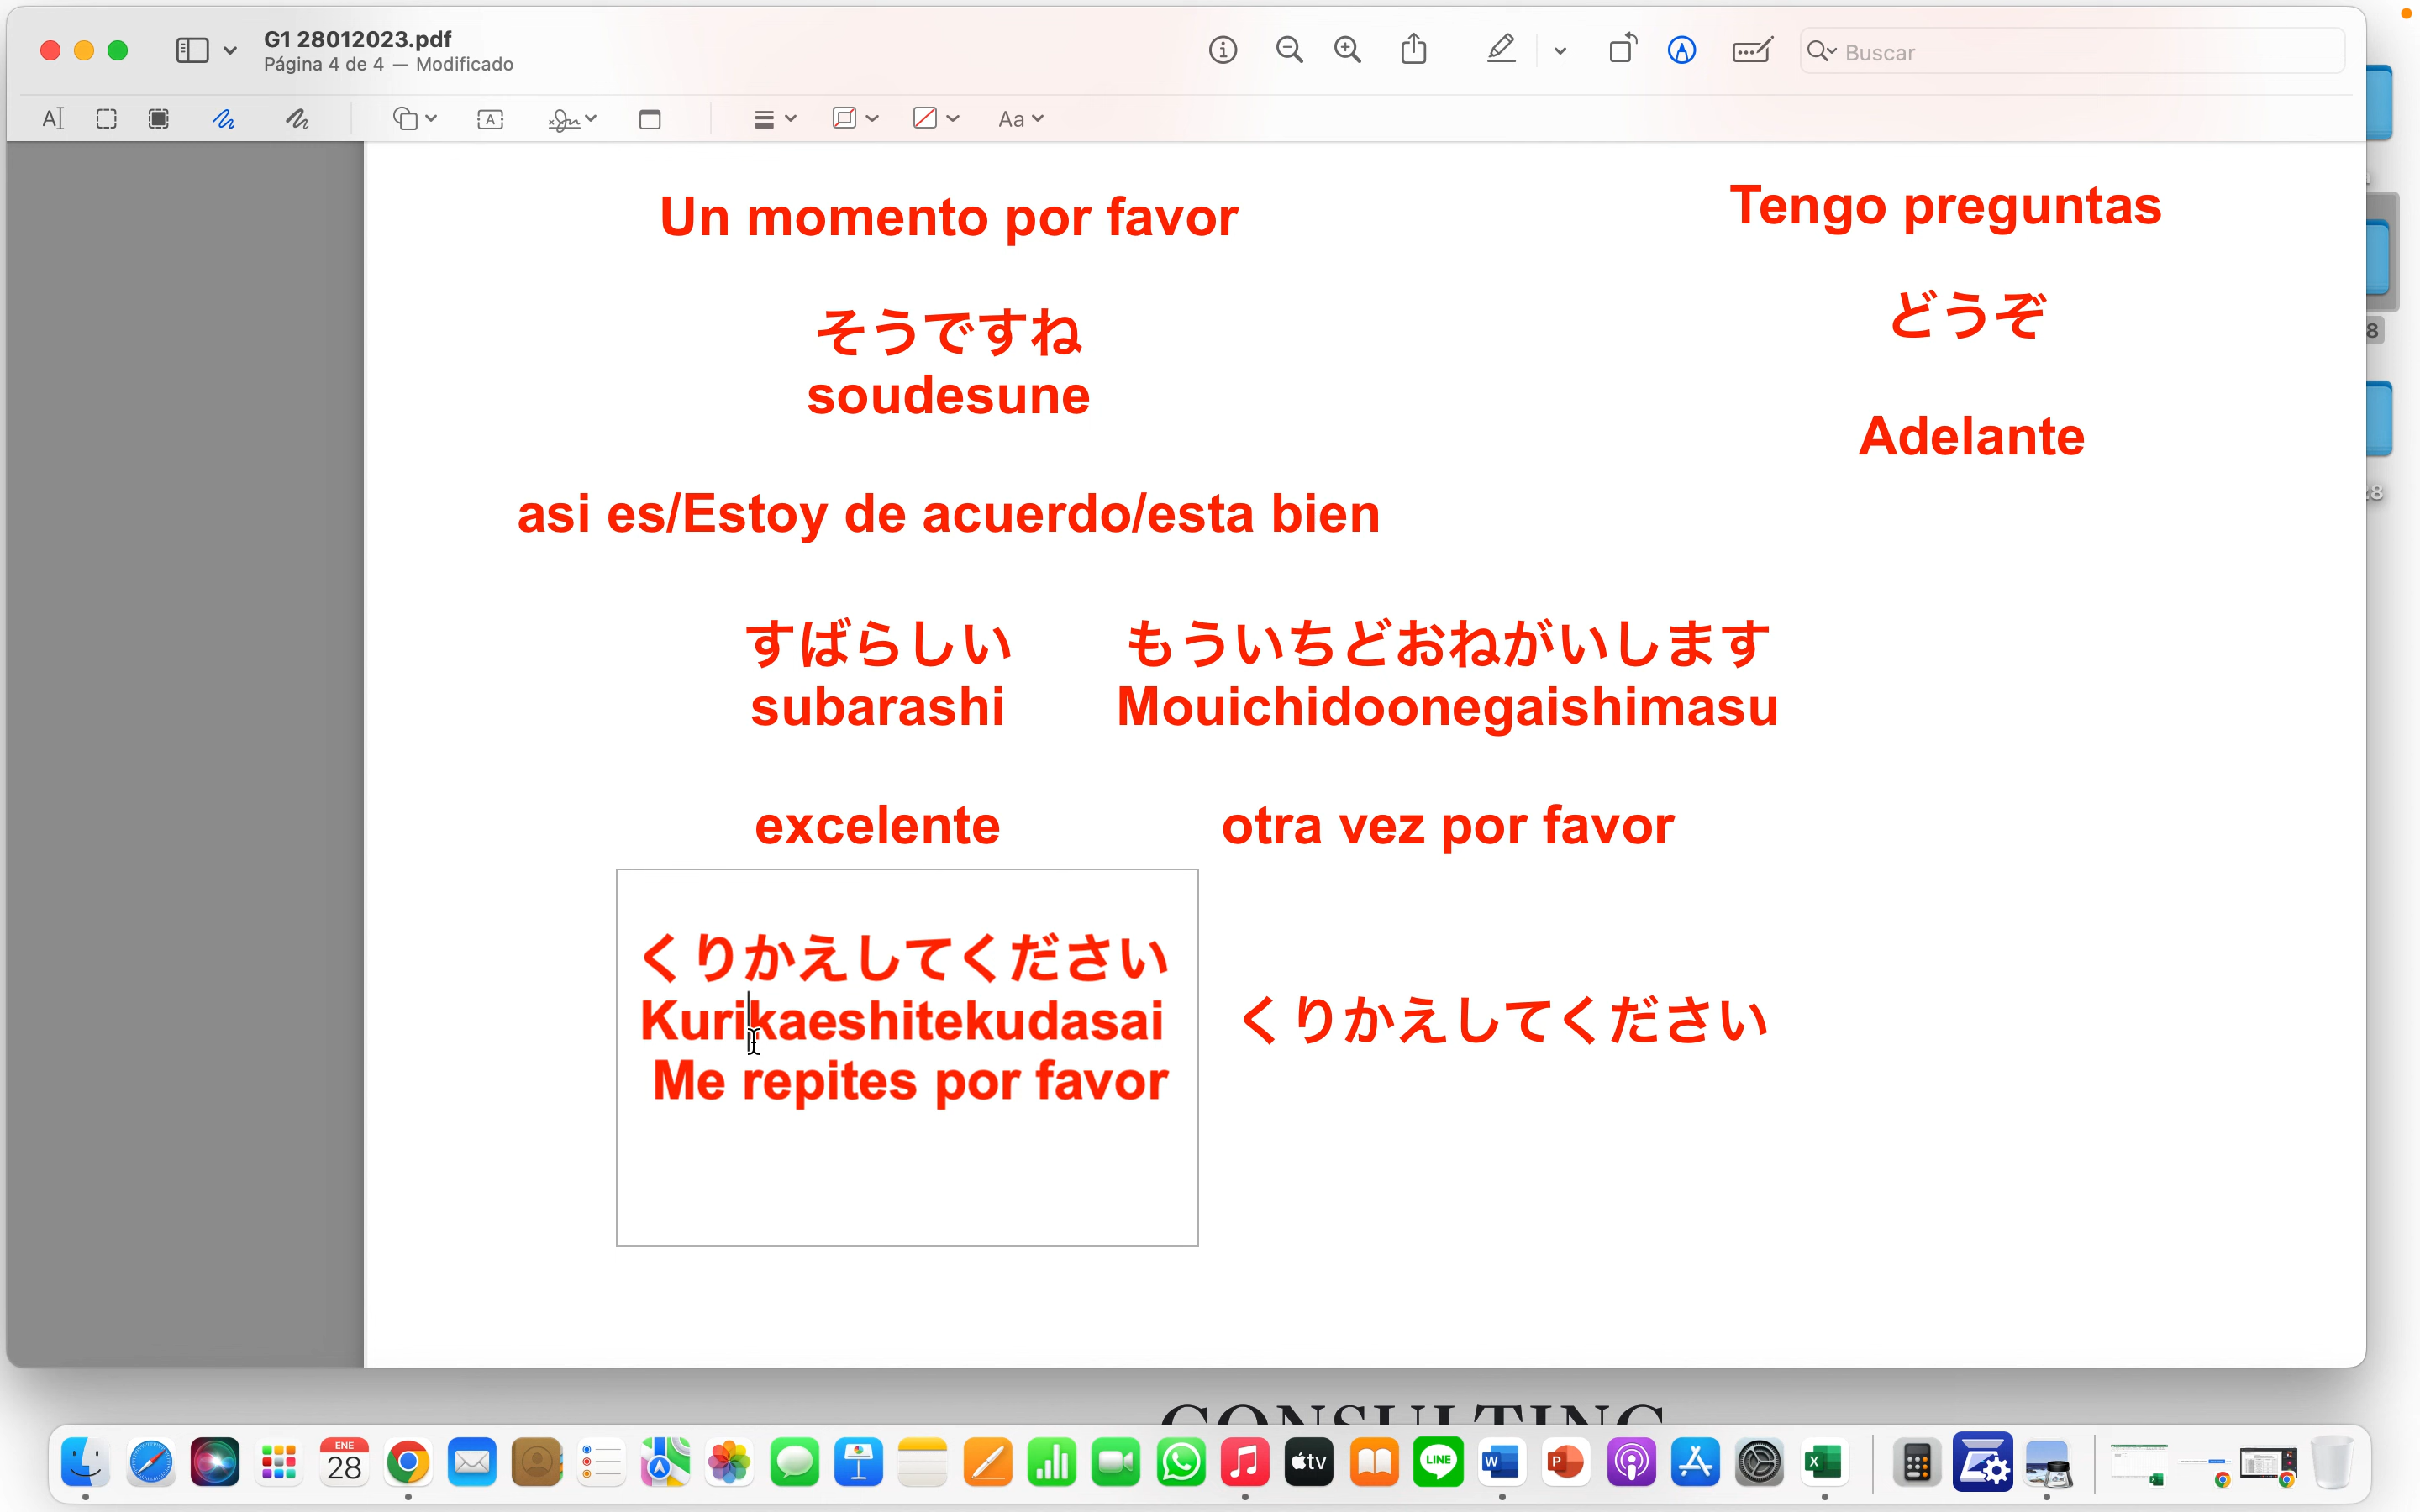 G1 28012023.pdf
Página 4 de 4 — Modificado
Buscar
Aa
Un momento por favor
Tengo preguntas
そうですね
soudesune
どうぞ
Adelante
asi es/Estoy de acuerdo/esta bien
すばらしい
subarashi
もういちどおねがいします
Mouichidoonegaishimasu
excelente
otra vez por favor
くりかえしてください
Kurikaeshitekudasai
Me repites por favor
くりかえしてください
CONSULTING
ENE
28
tv
LINE
W
P
X